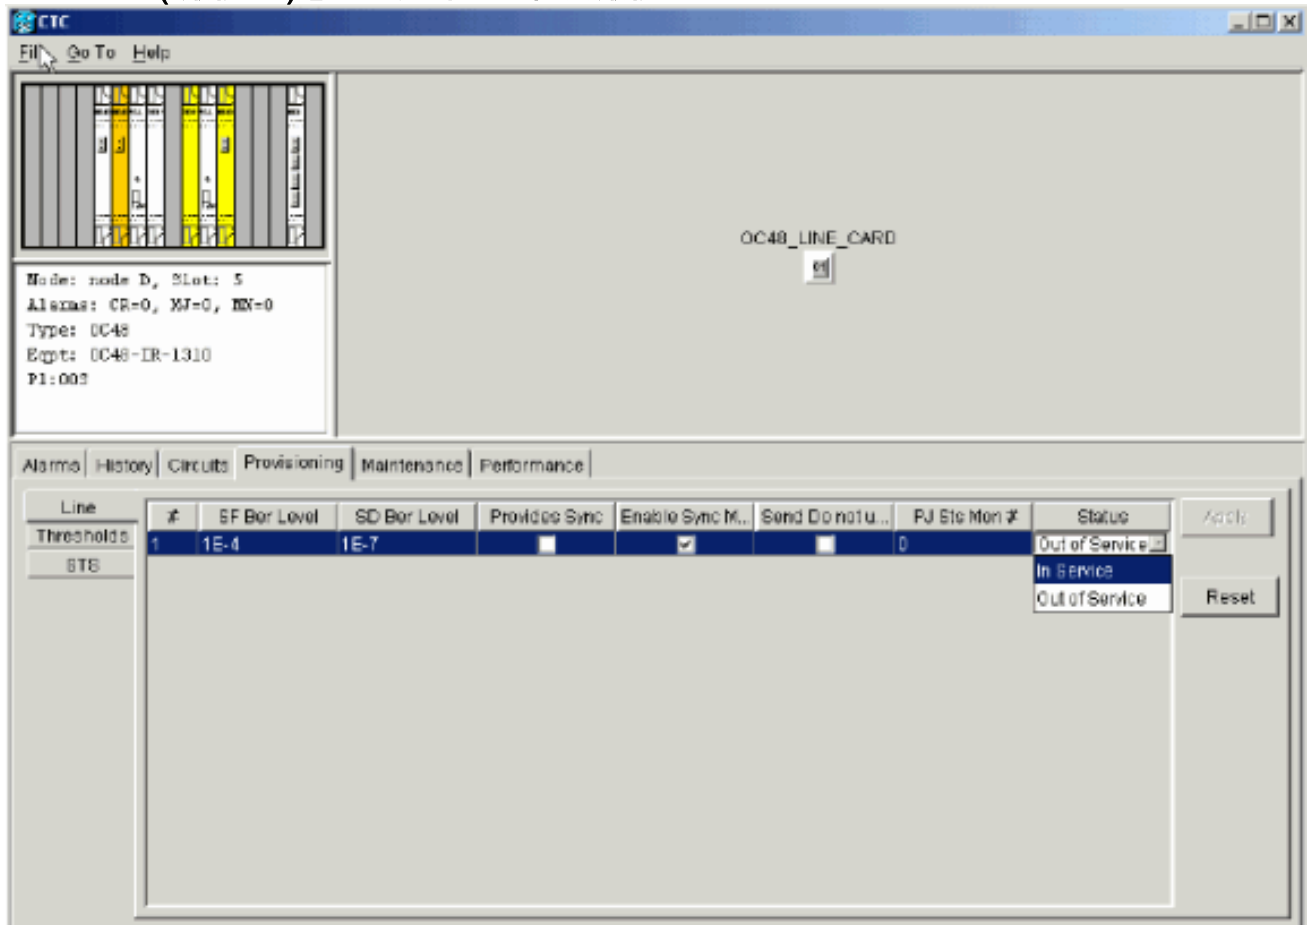 CTC
File Go To Help
OC48_LINE_CARD
Node: node D, Slot: 5
Alarms: CR=0, MJ=0, MN=0
Type: OC48
Eqpt: OC48-IR-1310
Alarms History Circuits Provisioning Maintenance Performance
Line
Thresholds
STS
# SF Ber Level SD Ber Level Provides Sync Enable Sync M... Send Do not u... PJ Sts Mon # Status
1 1E-4 1E-7 0 Out of Service
In Service
Out of Service
Apply
Reset